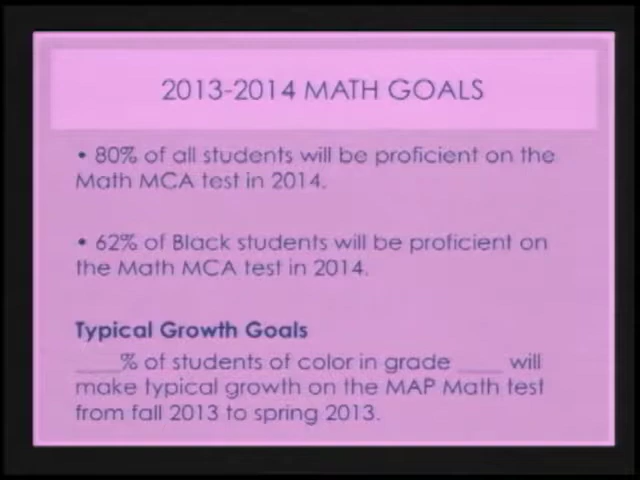 2013-2014 MATH GOALS
• 80% of all students will be proficient on the
Math MCA test in 2014.
• 62% of Black students will be proficient on
the Math MCA test in 2014.
Typical Growth Goals
____% of students of color in grade ____ will
make typical growth on the MAP Math test
from fall 2013 to spring 2013.